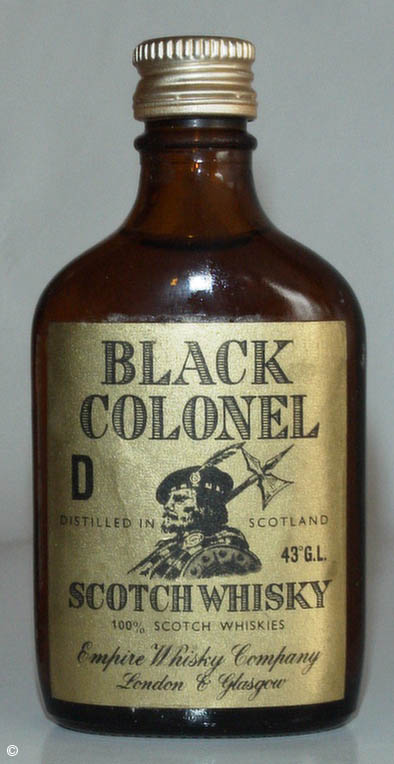 BLACK
COLONEL
D
DISTILLED IN SCOTLAND
43°G.L.
SCOTCH WHISKY
100% SCOTCH WHISKIES
Empire Whisky Company
London & Glasgow
©